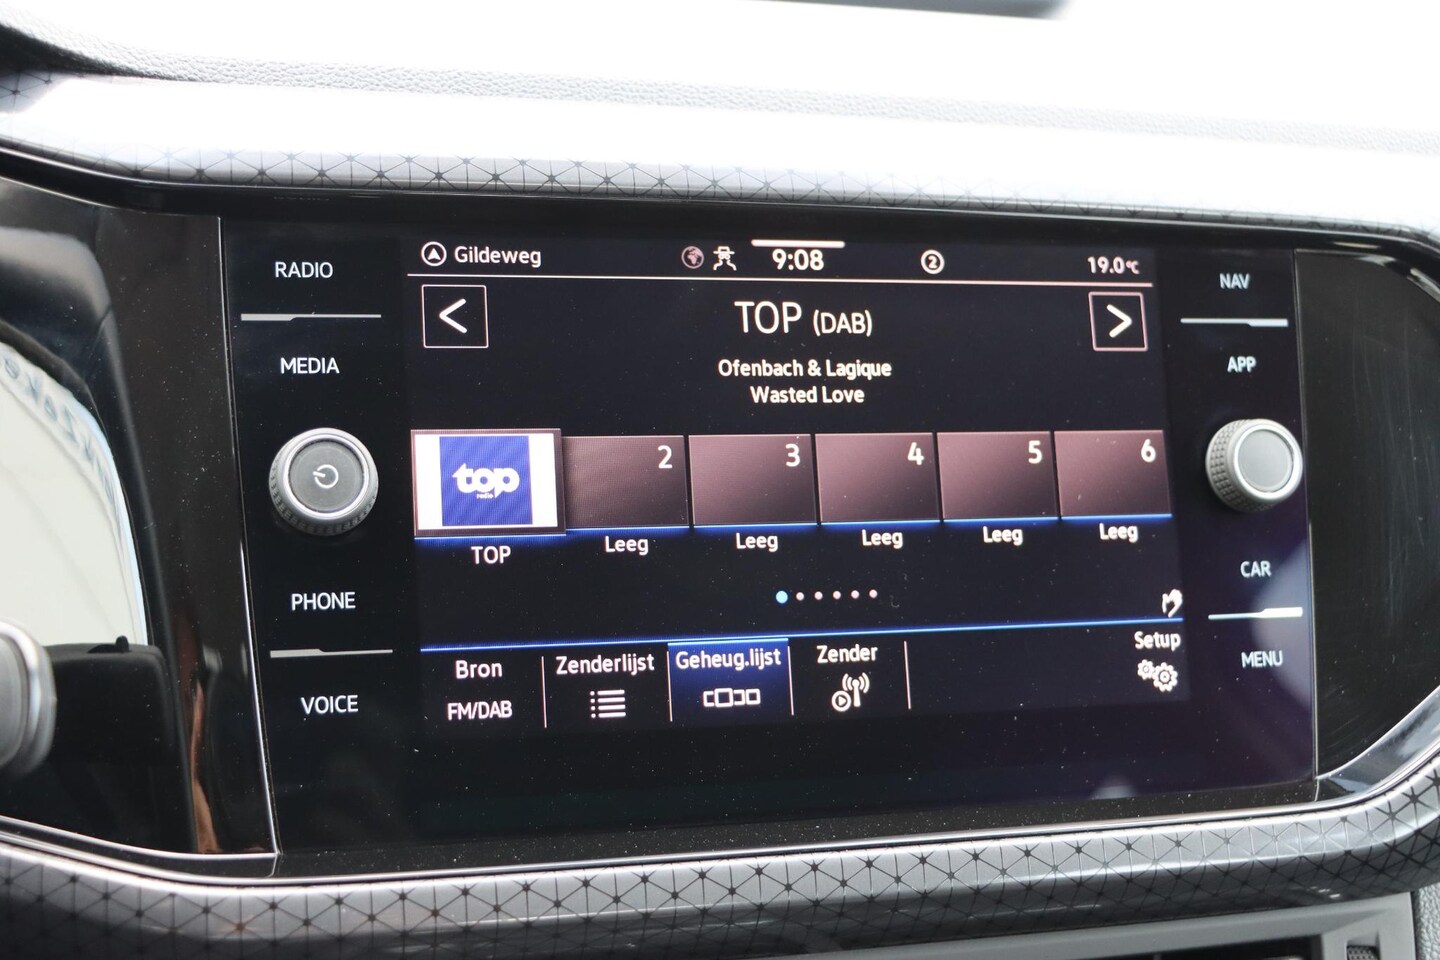 RADIO
MEDIA
PHONE
VOICE
Gildeweg
9:08
2
19.0°C
TOP (DAB)
Ofenbach & Lagique
Wasted Love
top
2
3
4
5
6
TOP
Leeg
Leeg
Leeg
Leeg
Leeg
Bron
FM/DAB
Zenderlijst
Geheug.lijst
Zender
Setup
NAV
APP
CAR
MENU